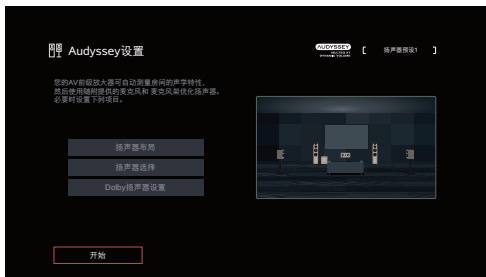 Audyssey设置
AUDYSSEY
MULTEQ XT
DYNAMIC VOLUME
[ 扬声器预设1 ]
您的AV前级放大器可自动测量房间的声学特性,
然后使用随附提供的麦克风和 麦克风架优化扬声器。
必要时设置下列项目。
扬声器布局
扬声器选择
Dolby扬声器设置
开始